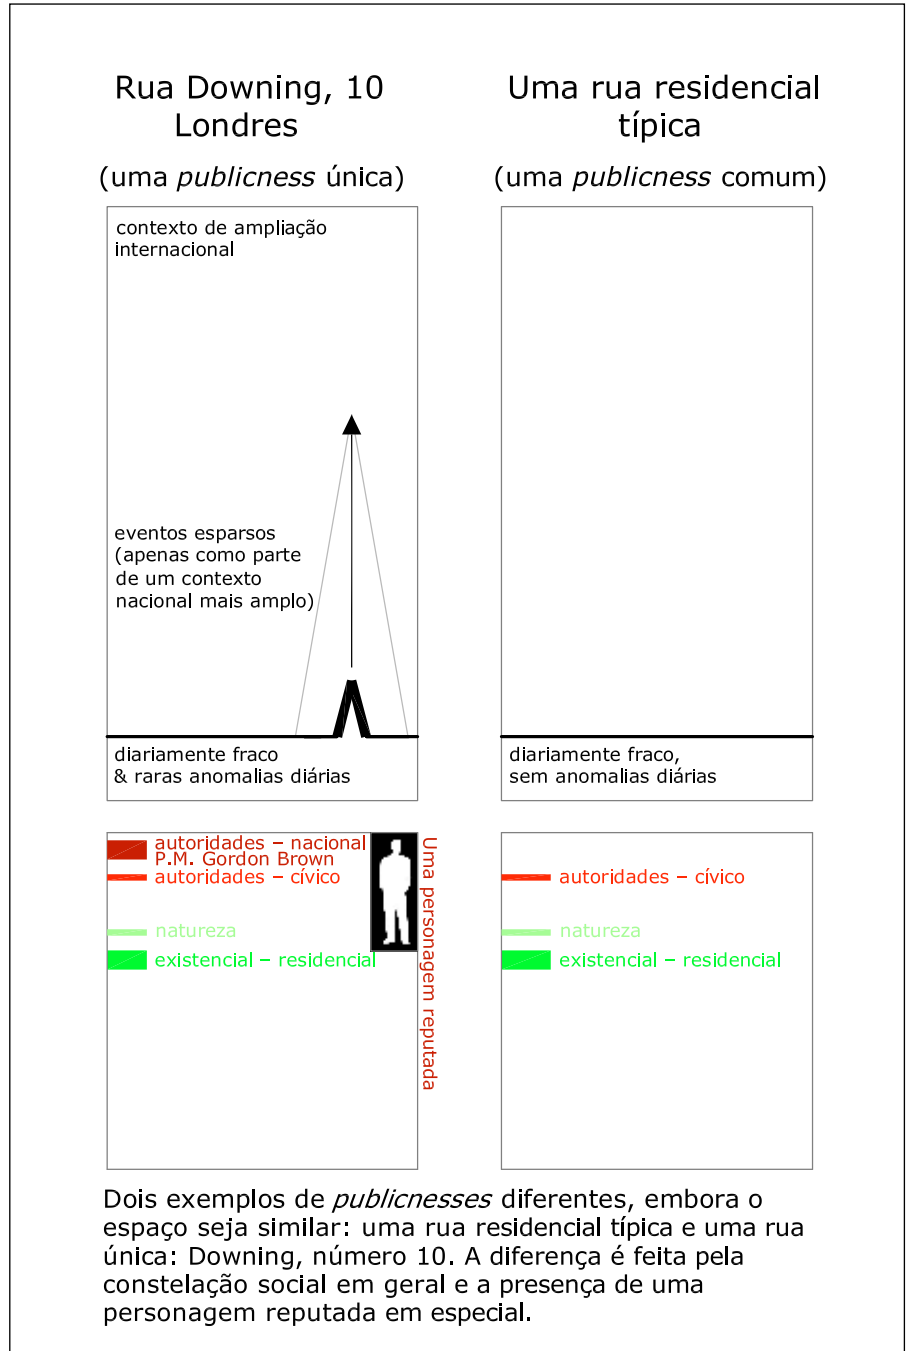 Rua Downing, 10
Londres
(uma publicness única)
contexto de ampliação
internacional
eventos esparsos
(apenas como parte
de um contexto
nacional mais amplo)
diariamente fraco
& raras anomalias diárias
autoridades – nacional
P.M. Gordon Brown
autoridades – cívico
natureza
existencial – residencial
Uma personagem reputada
Uma rua residencial
típica
(uma publicness comum)
diariamente fraco,
sem anomalias diárias
autoridades – cívico
natureza
existencial – residencial
Dois exemplos de publicnesses diferentes, embora o
espaço seja similar: uma rua residencial típica e uma rua
única: Downing, número 10. A diferença é feita pela
constelação social em geral e a presença de uma
personagem reputada em especial.